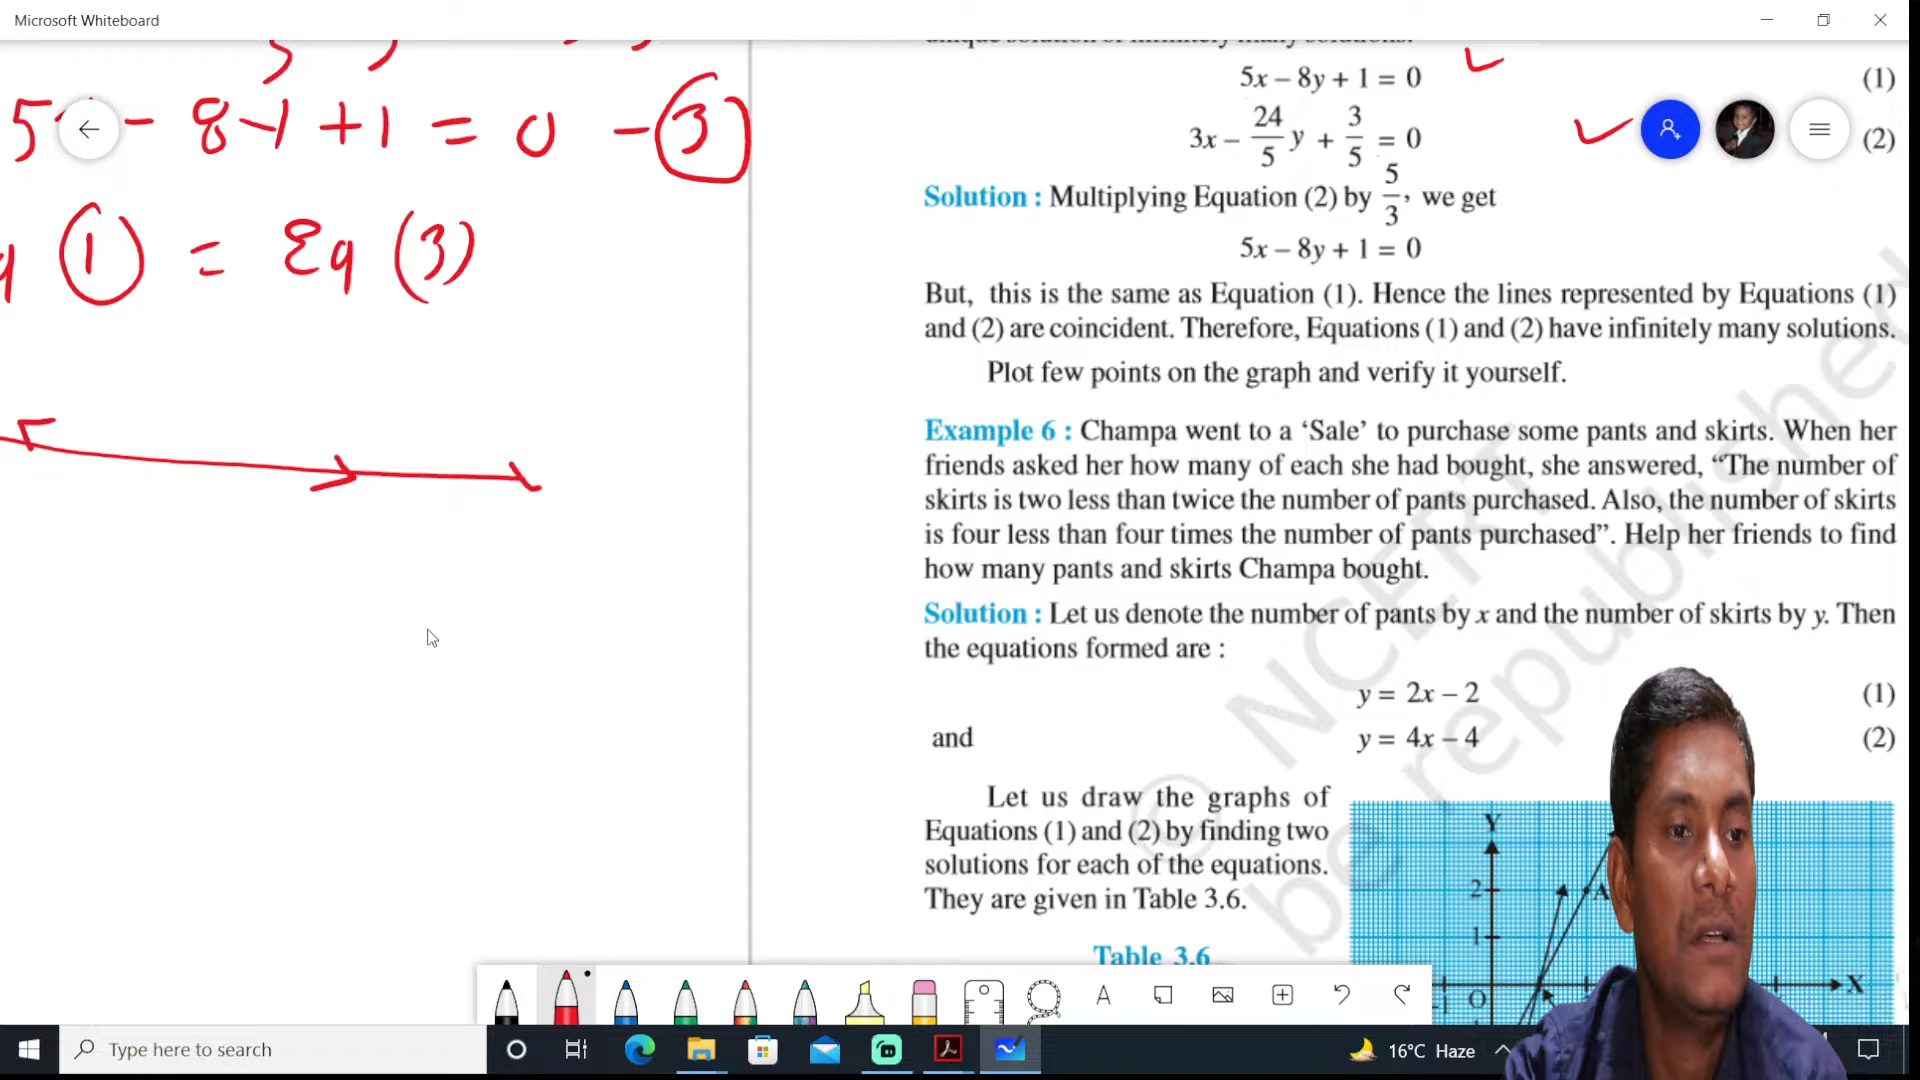 Microsoft Whiteboard
5x - 8y + 1 = 0 - 3
1 = Eq (3)
5x – 8y + 1 = 0 (1)
3x – 24/5 y + 3/5 = 0 (2)
Solution : Multiplying Equation (2) by 5/3, we get
5x – 8y + 1 = 0
But, this is the same as Equation (1). Hence the lines represented by Equations (1)
and (2) are coincident. Therefore, Equations (1) and (2) have infinitely many solutions.
Plot few points on the graph and verify it yourself.
Example 6 : Champa went to a ‘Sale’ to purchase some pants and skirts. When her
friends asked her how many of each she had bought, she answered, “The number of
skirts is two less than twice the number of pants purchased. Also, the number of skirts
is four less than four times the number of pants purchased”. Help her friends to find
how many pants and skirts Champa bought.
Solution : Let us denote the number of pants by x and the number of skirts by y. Then
the equations formed are :
y = 2x – 2 (1)
and y = 4x – 4 (2)
Let us draw the graphs of
Equations (1) and (2) by finding two
solutions for each of the equations.
They are given in Table 3.6.
Table 3.6
Y
2 A
1
-1 O X
© NCERT
be republished
Type here to search
16°C Haze